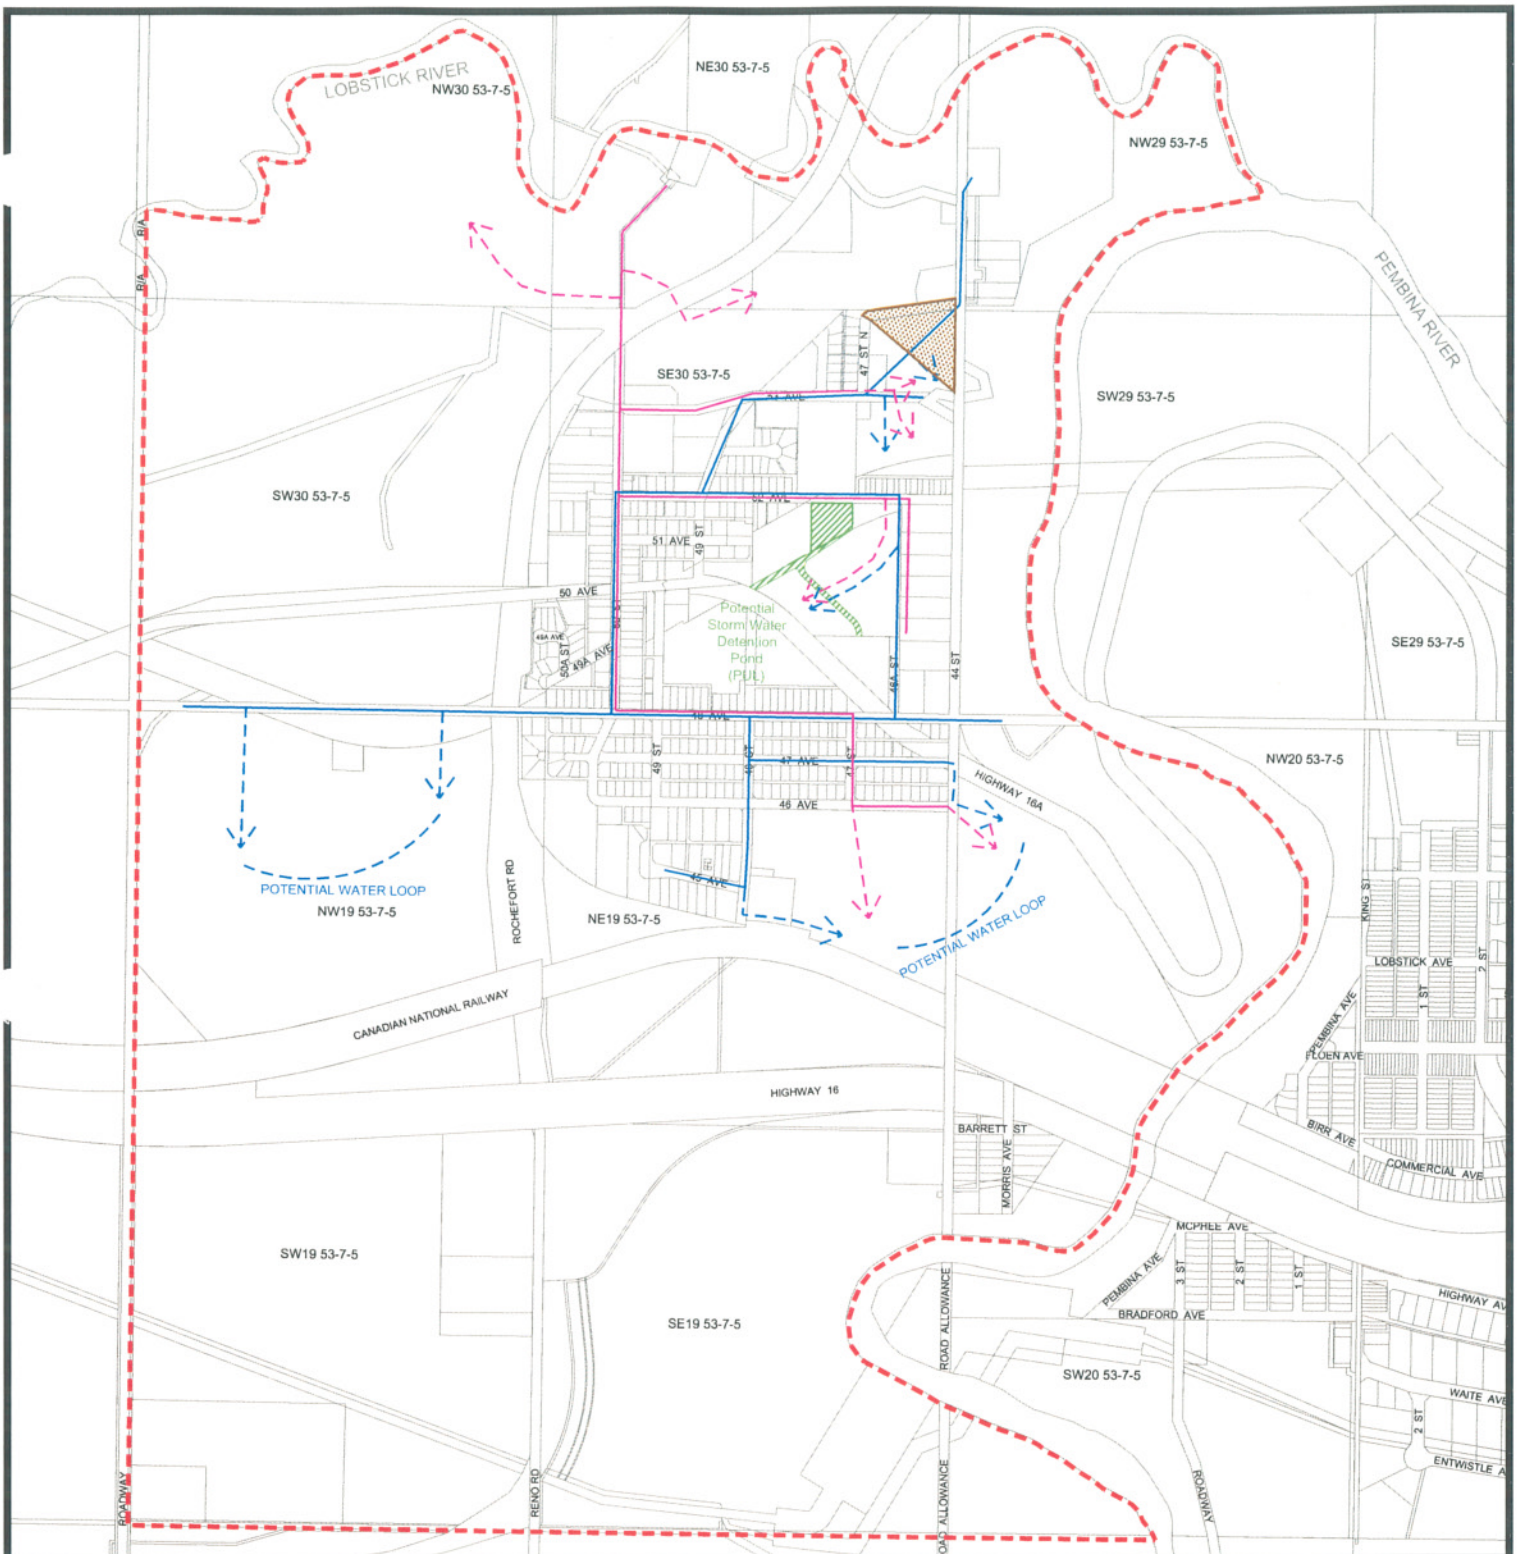 NE30 53-7-5
LOBSTICK RIVER
NW30 53-7-5
NW29 53-7-5
R/A
R/A
PEMBINA RIVER
47 ST N
SE30 53-7-5
SW29 53-7-5
SW30 53-7-5
51 AVE
49 ST
50 AVE
Potential
Storm Water
Detention
Pond
(PUL)
49A AVE
50A ST
49A AVE
44 ST
SE29 53-7-5
49 ST
47 AVE
47 ST
46 AVE
HIGHWAY 16A
NW20 53-7-5
POTENTIAL WATER LOOP
NW19 53-7-5
ROCHEFORT RD
45 AVE
NE19 53-7-5
POTENTIAL WATER LOOP
KING ST
LOBSTICK AVE
2 ST
1 ST
CANADIAN NATIONAL RAILWAY
PEMBINA AVE
FLOEN AVE
HIGHWAY 16
BARRETT ST
MORRIS AVE
BIRR AVE
COMMERCIAL AVE
MCPHEE AVE
SW19 53-7-5
PEMBINA AVE
3 ST
2 ST
1 ST
HIGHWAY AV
BRADFORD AVE
SE19 53-7-5
ROAD ALLOWANCE
SW20 53-7-5
WAITE AVE
2 ST
ENTWISTLE A
ROADWAY
RENO RD
OAD ALLOWANCE
ROADWAY